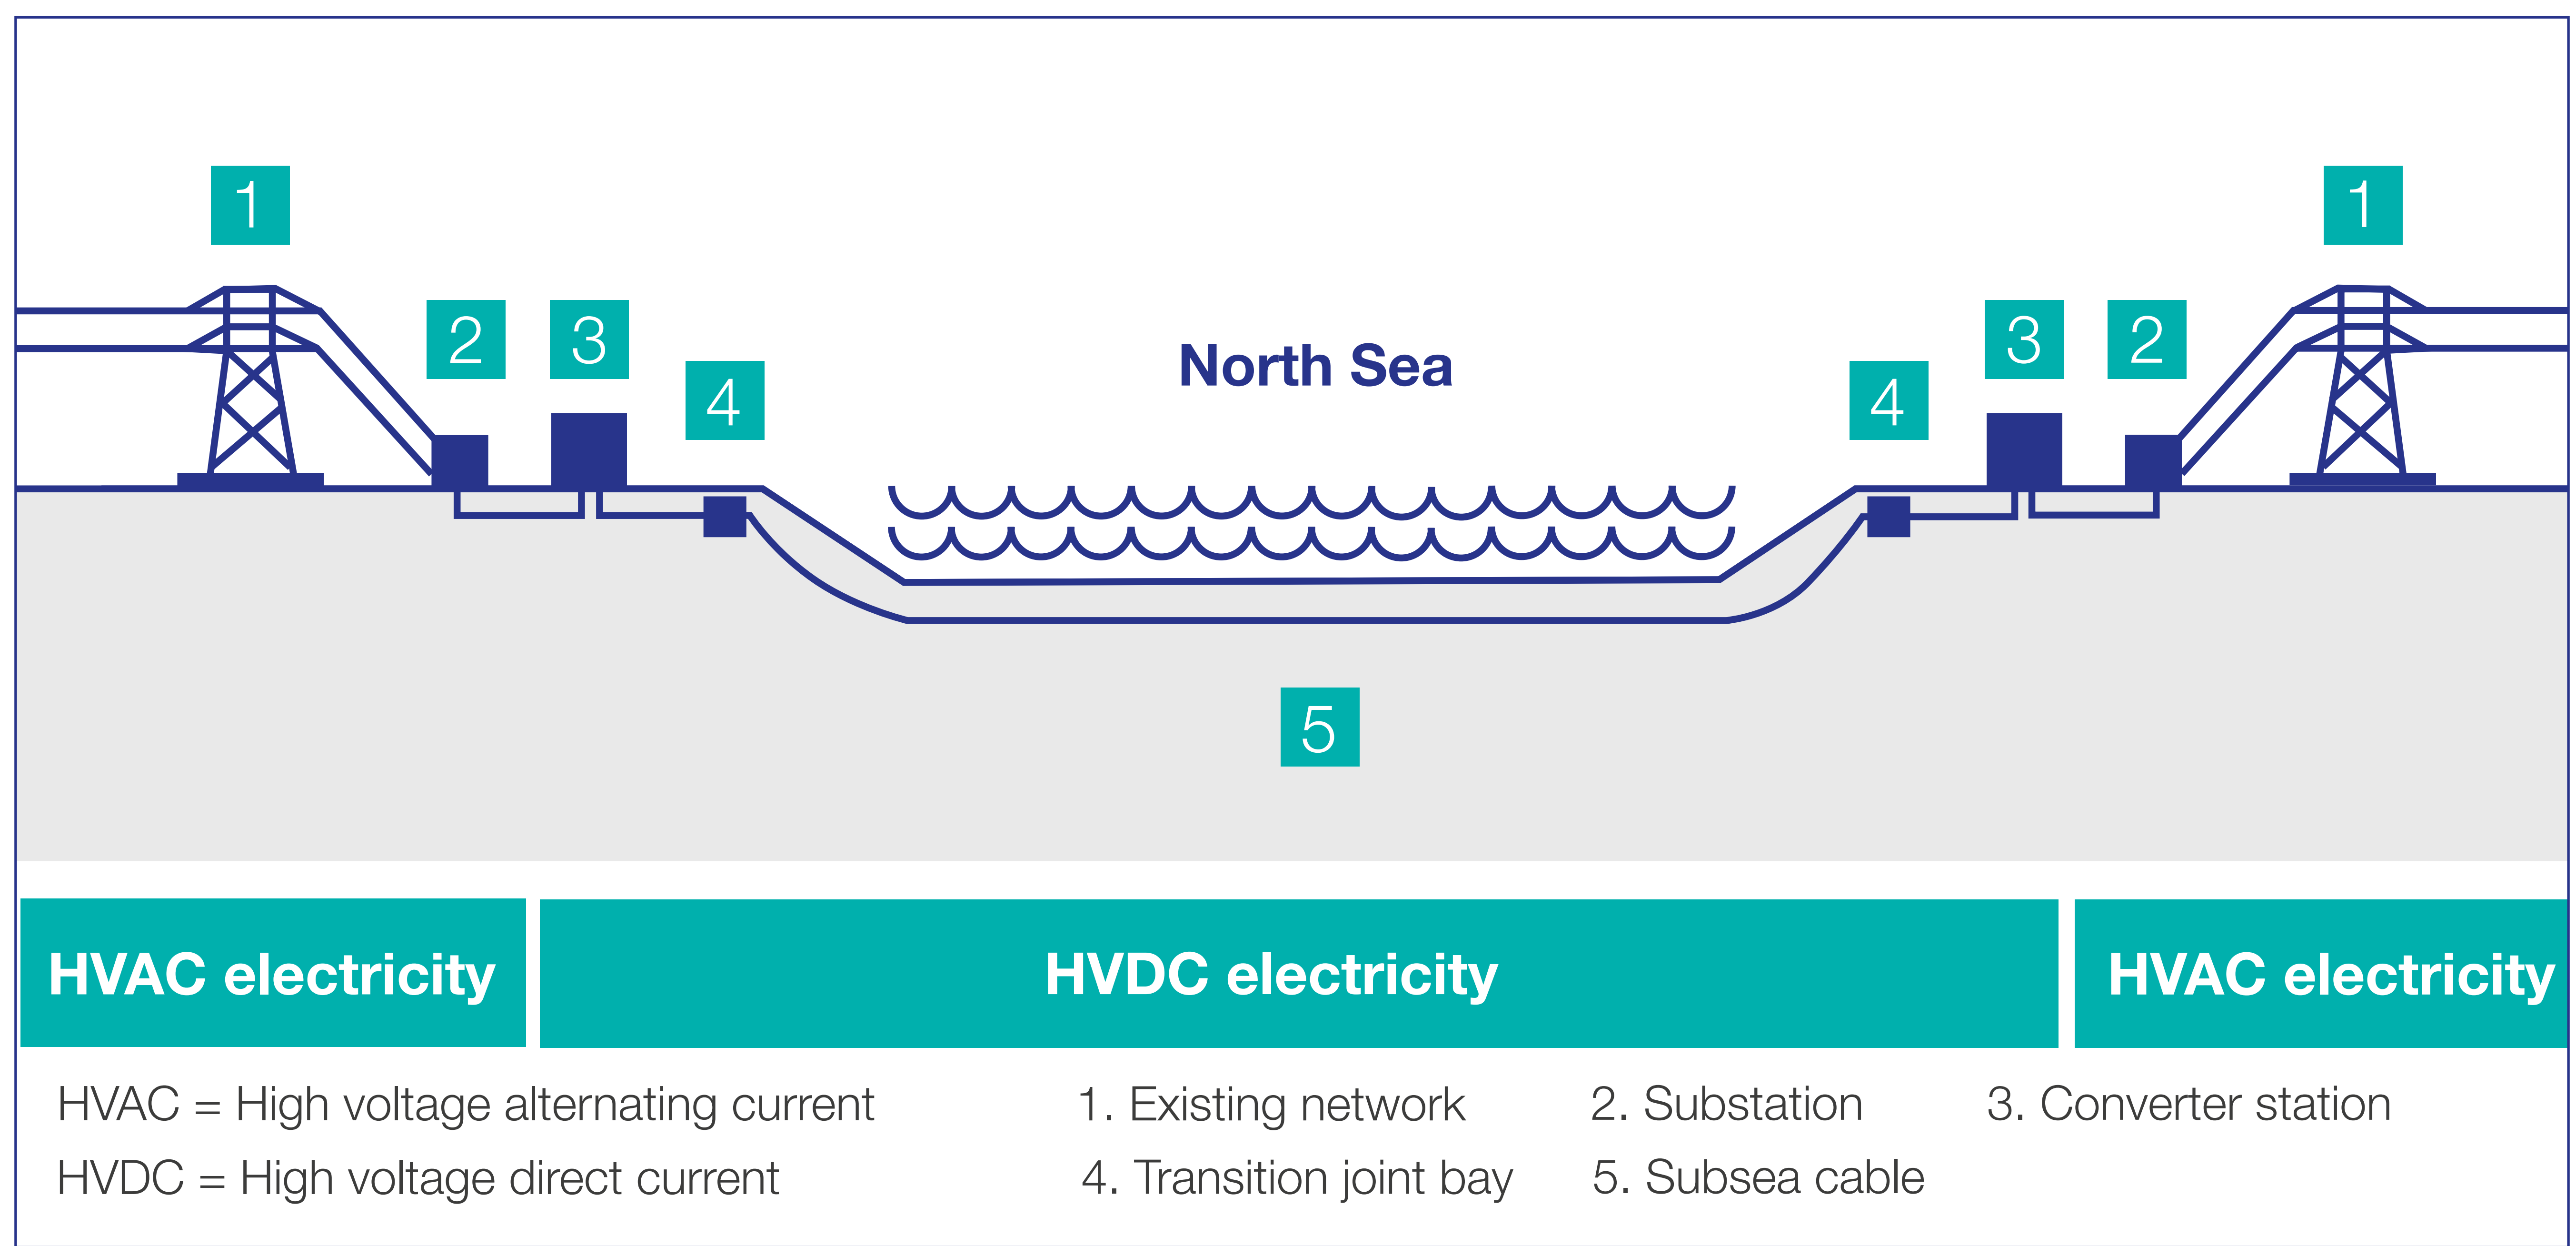 1
1
2
3
3
2
4
4
North Sea
5
HVAC electricity
HVDC electricity
HVAC electricity
HVAC = High voltage alternating current
HVDC = High voltage direct current
1. Existing network
2. Substation
3. Converter station
4. Transition joint bay
5. Subsea cable